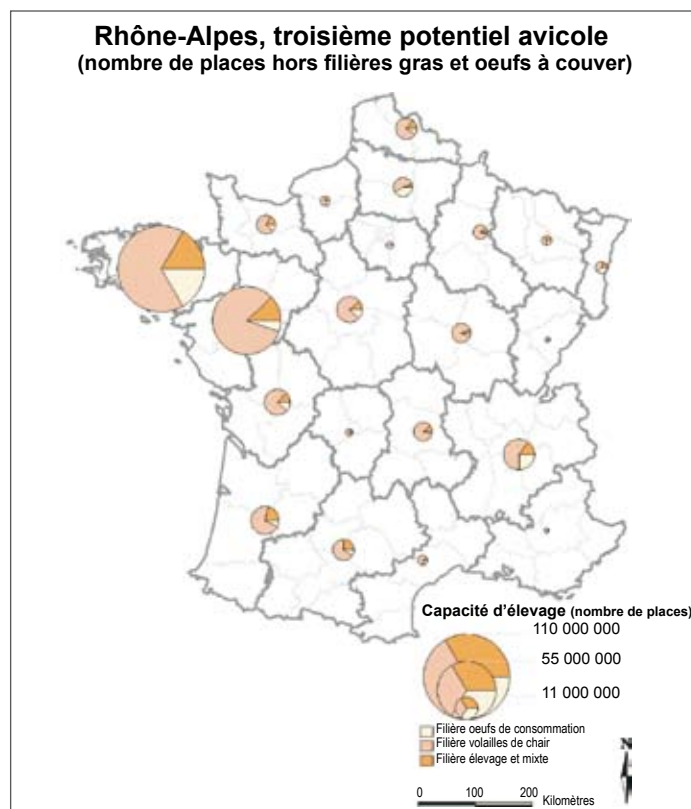 Rhône-Alpes, troisième potentiel avicole
(nombre de places hors filières gras et oeufs à couver)
Capacité d'élevage (nombre de places)
110 000 000
55 000 000
11 000 000
Filière oeufs de consommation
Filière volailles de chair
Filière élevage et mixte
N
0 100 200
Kilomètres